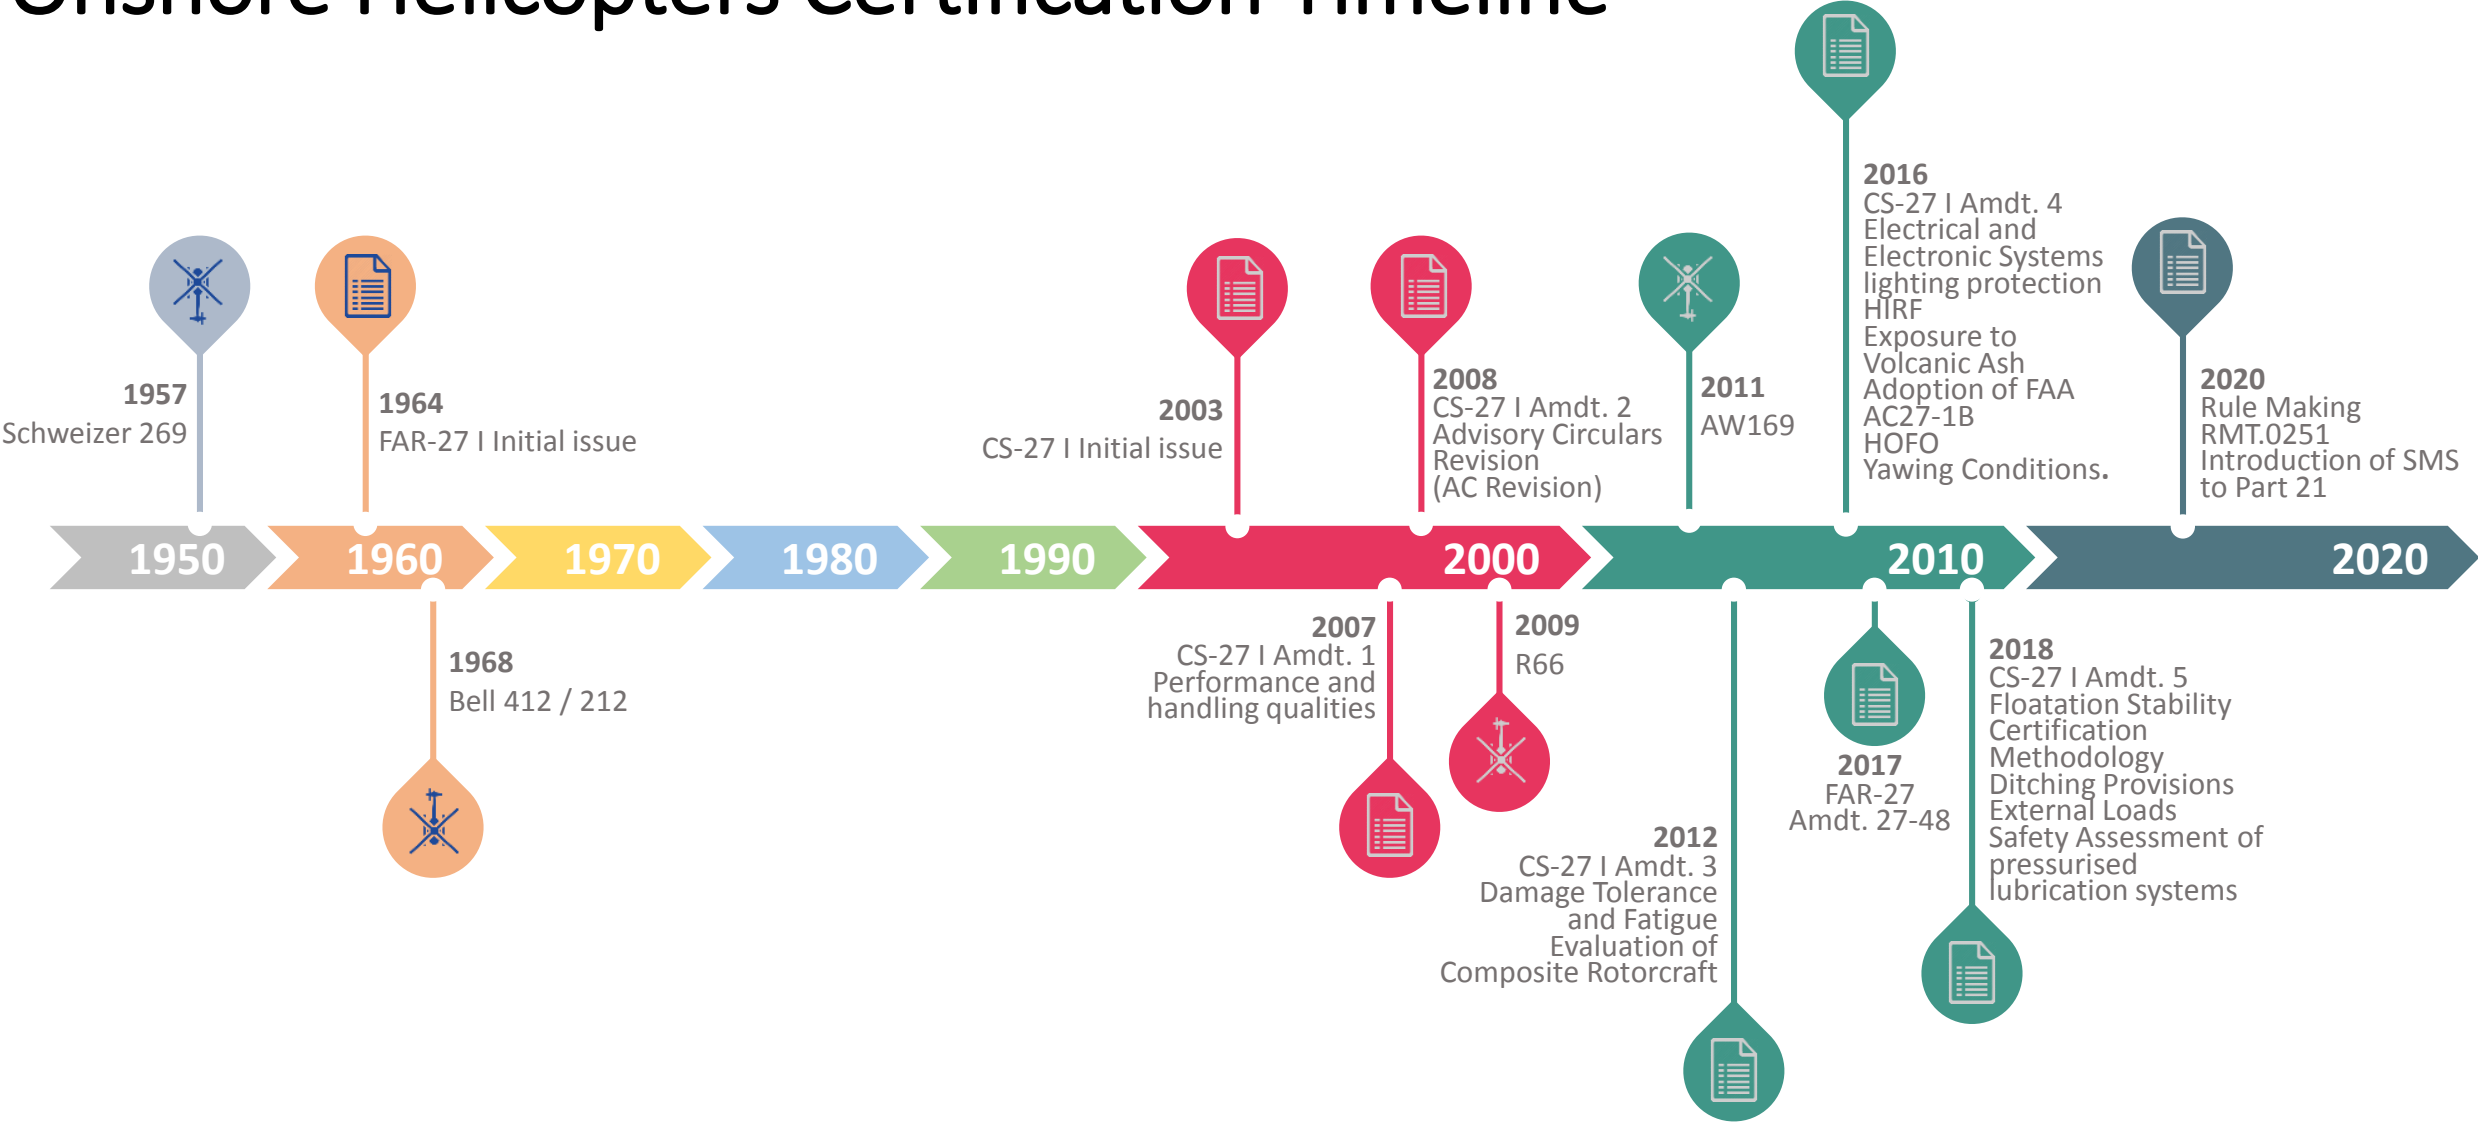 Onshore Helicopters Certification Timeline
1957
Schweizer 269
1964
FAR-27 I Initial issue
2003
CS-27 I Initial issue
2008
CS-27 I Amdt. 2
Advisory Circulars
Revision
(AC Revision)
2011
AW169
2016
CS-27 I Amdt. 4
Electrical and
Electronic Systems
lighting protection
HIRF
Exposure to
Volcanic Ash
Adoption of FAA
AC27-1B
HOFO
Yawing Conditions.
2020
Rule Making
RMT.0251
Introduction of SMS
to Part 21
1950
1960
1970
1980
1990
2000
2010
2020
1968
Bell 412 / 212
2007
CS-27 I Amdt. 1
Performance and
handling qualities
2009
R66
2012
CS-27 I Amdt. 3
Damage Tolerance
and Fatigue
Evaluation of
Composite Rotorcraft
2017
FAR-27
Amdt. 27-48
2018
CS-27 I Amdt. 5
Floatation Stability
Certification
Methodology
Ditching Provisions
External Loads
Safety Assessment of
pressurised
lubrication systems